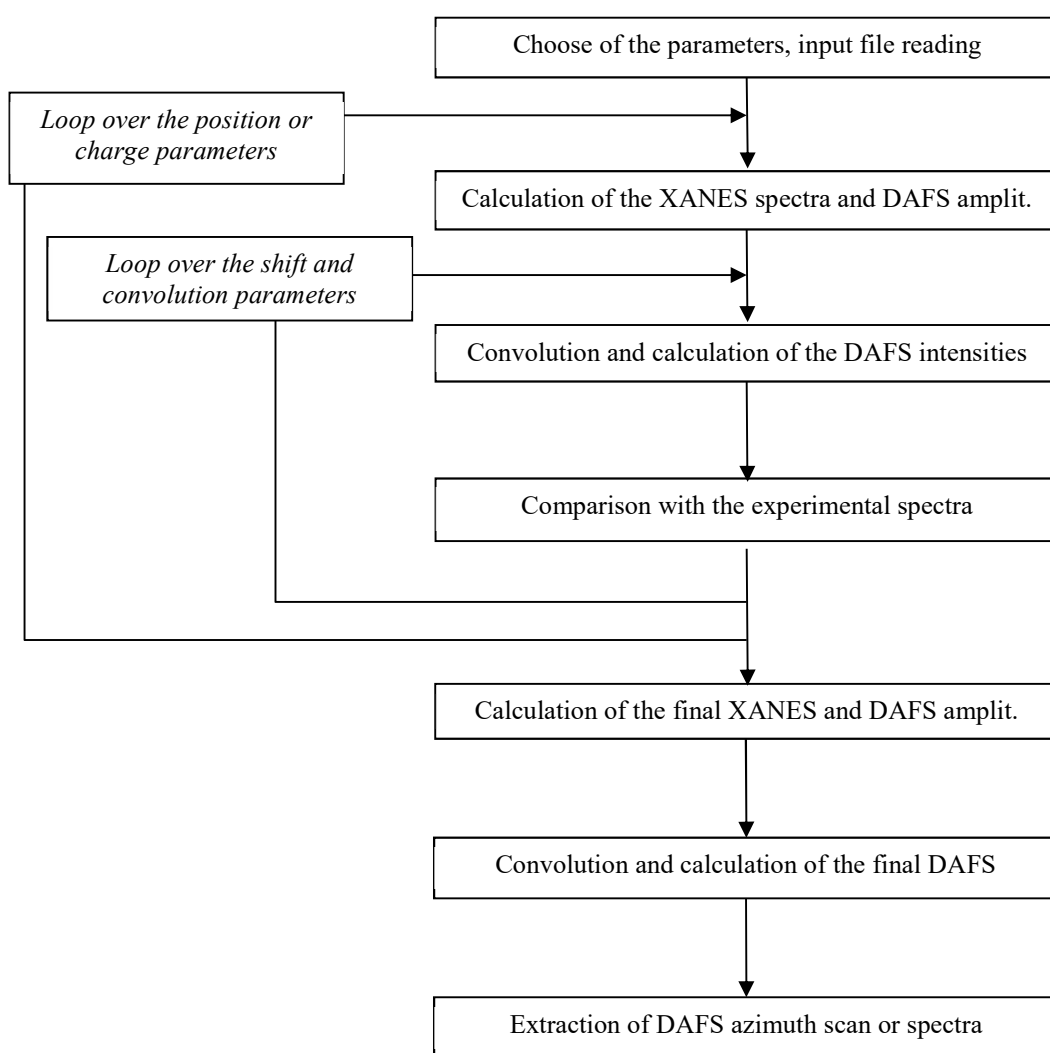 Choose of the parameters, input file reading
Loop over the position or
charge parameters
Calculation of the XANES spectra and DAFS amplit.
Loop over the shift and
convolution parameters
Convolution and calculation of the DAFS intensities
Comparison with the experimental spectra
Calculation of the final XANES and DAFS amplit.
Convolution and calculation of the final DAFS
Extraction of DAFS azimuth scan or spectra